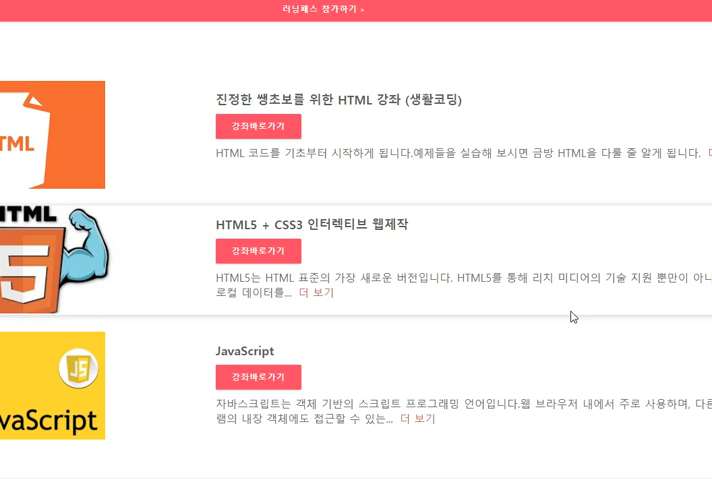 러닝패스 참가하기 »
진정한 쌩초보를 위한 HTML 강좌 (생활코딩)
강좌바로가기
HTML 코드를 기초부터 시작하게 됩니다.예제들을 실습해 보시면 금방 HTML을 다룰 줄 알게 됩니다.
HTML
HTML5 + CSS3 인터렉티브 웹제작
강좌바로가기
HTML5는 HTML 표준의 가장 새로운 버전입니다. HTML5를 통해 리치 미디어의 기술 지원 뿐만이 아니
로컬 데이터를... 더 보기
5
JavaScript
강좌바로가기
자바스크립트는 객체 기반의 스크립트 프로그래밍 언어입니다.웹 브라우저 내에서 주로 사용하며, 다른
램의 내장 객체에도 접근할 수 있는... 더 보기
JS
vaScript